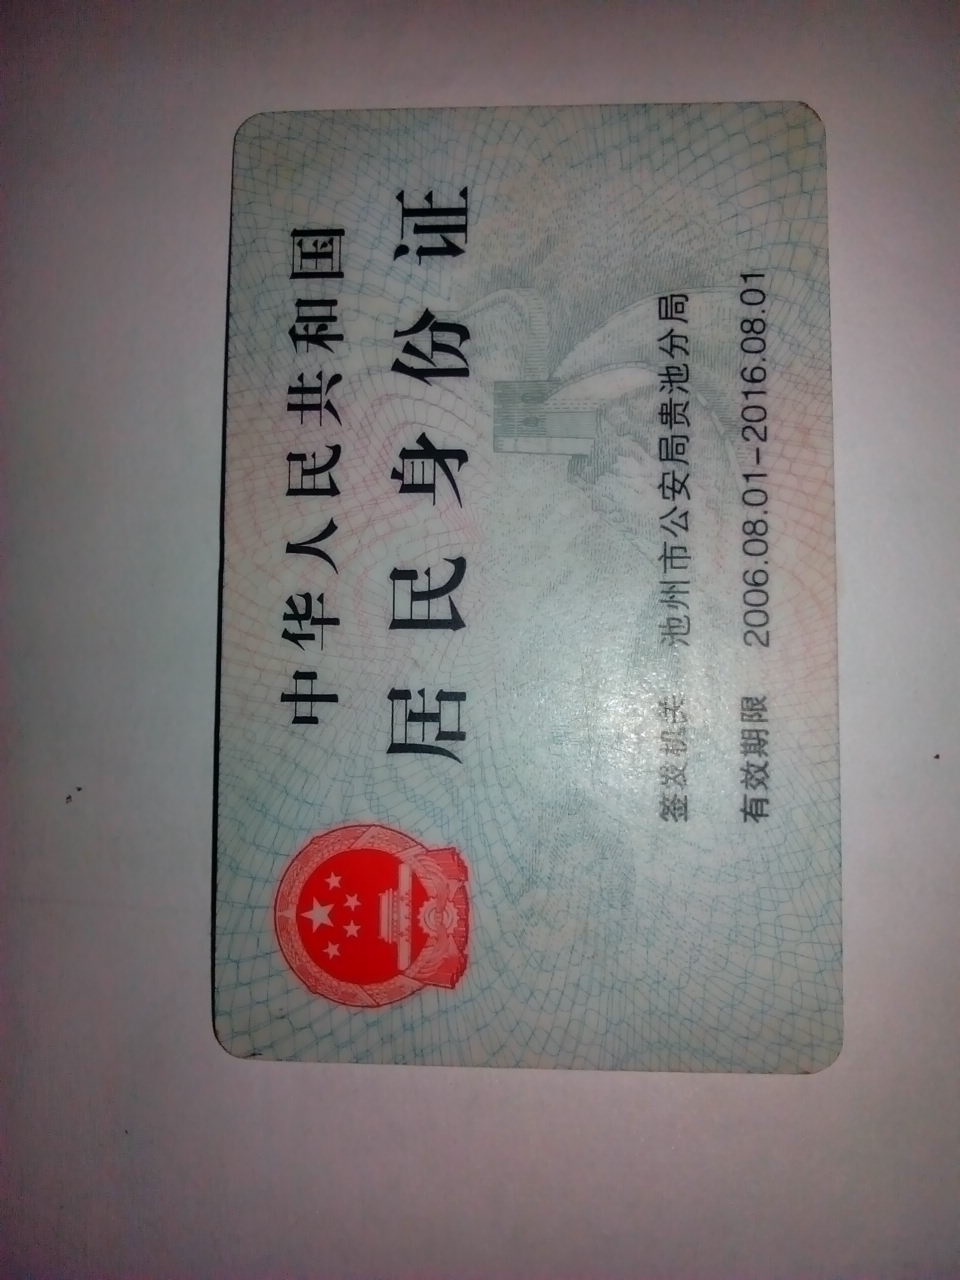 中华人民共和国
居民身份证
签发机关 池州市公安局贵池分局
有效期限 2006.08.01-2016.08.01